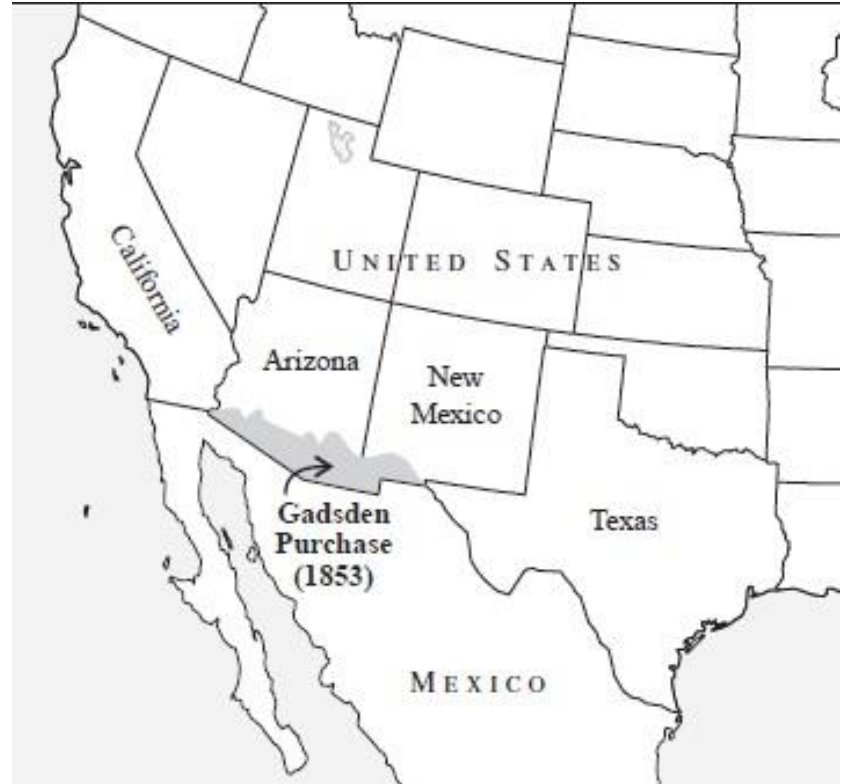 California
UNITED STATES
Arizona
New
Mexico
Gadsden
Purchase
(1853)
Texas
MEXICO